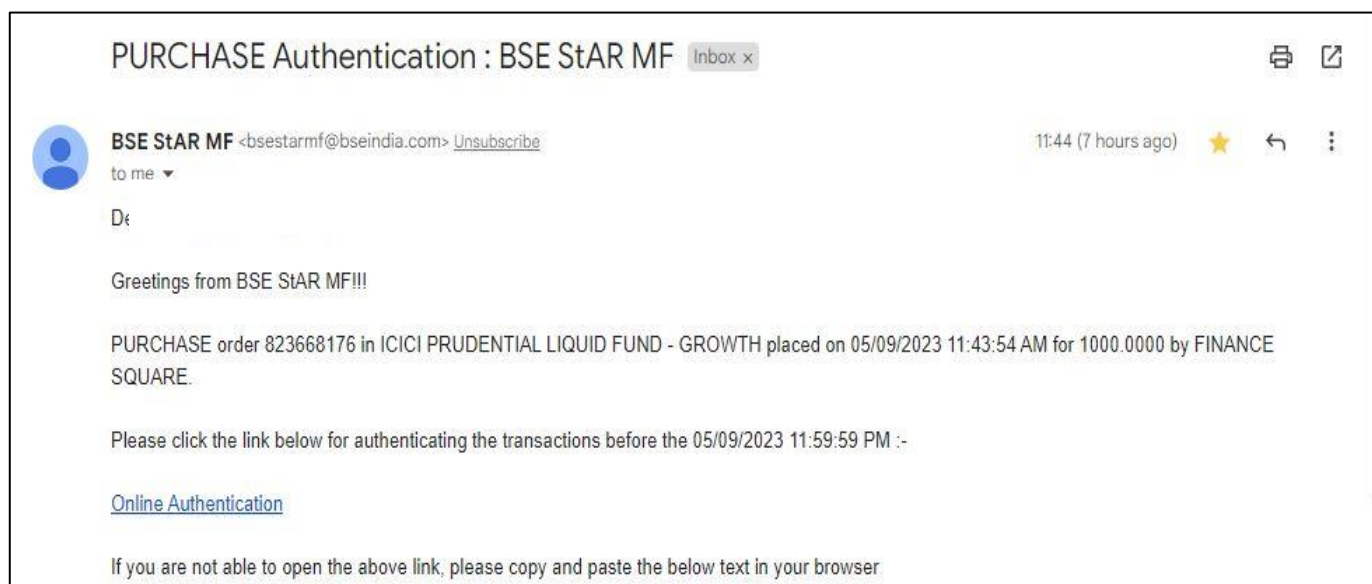 PURCHASE Authentication : BSE StAR MF Inbox x
BSE StAR MF <bsestarmf@bseindia.com> Unsubscribe 11:44 (7 hours ago)
to me
De
Greetings from BSE StAR MF!!!
PURCHASE order 823668176 in ICICI PRUDENTIAL LIQUID FUND - GROWTH placed on 05/09/2023 11:43:54 AM for 1000.0000 by FINANCE
SQUARE.
Please click the link below for authenticating the transactions before the 05/09/2023 11:59:59 PM :-
Online Authentication
If you are not able to open the above link, please copy and paste the below text in your browser